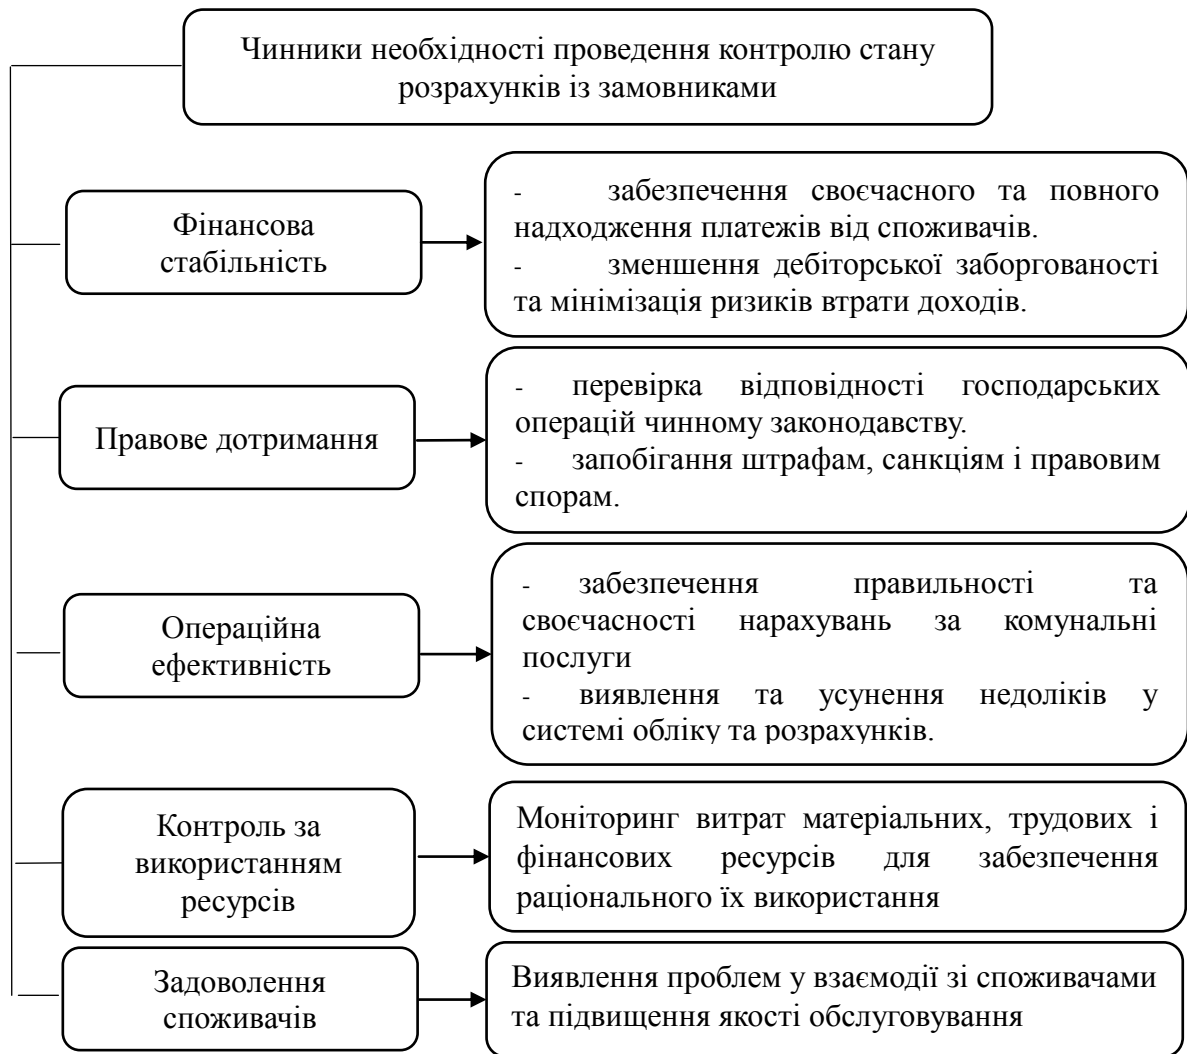 Чинники необхідності проведення контролю стану
розрахунків із замовниками
Фінансова
стабільність
- забезпечення своєчасного та повного
надходження платежів від споживачів.
- зменшення дебіторської заборгованості
та мінімізація ризиків втрати доходів.
Правове дотримання
- перевірка відповідності господарських
операцій чинному законодавству.
- запобігання штрафам, санкціям і правовим
спорам.
Операційна
ефективність
- забезпечення правильності та
своєчасності нарахувань за комунальні
послуги
- виявлення та усунення недоліків у
системі обліку та розрахунків.
Контроль за
використанням
ресурсів
Моніторинг витрат матеріальних, трудових і
фінансових ресурсів для забезпечення
раціонального їх використання
Задоволення
споживачів
Виявлення проблем у взаємодії зі споживачами
та підвищення якості обслуговування